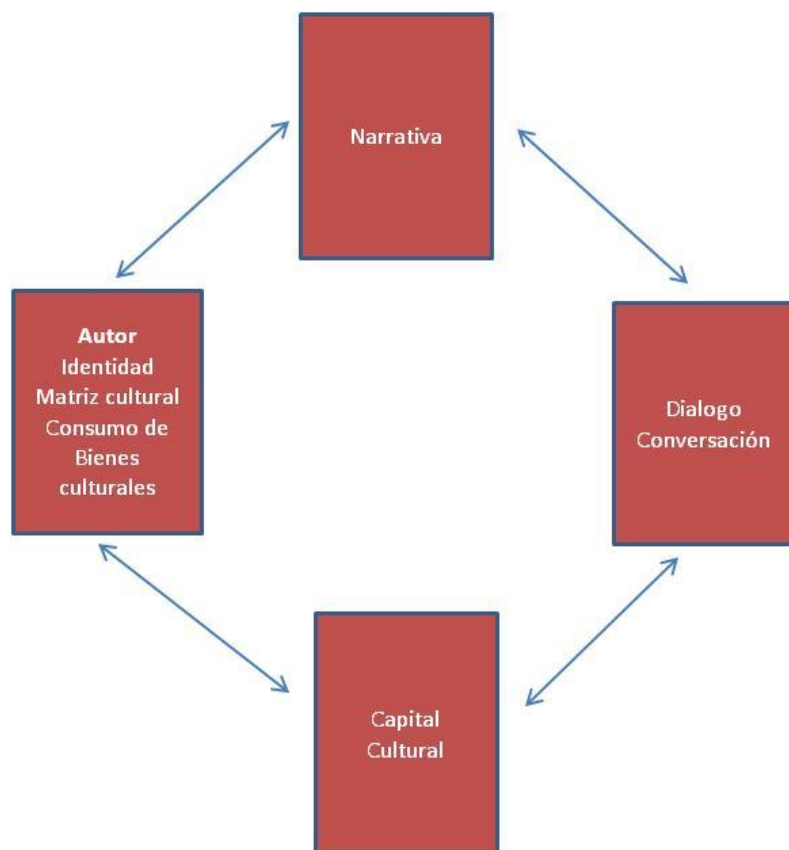 Narrativa
Autor
Identidad
Matriz cultural
Consumo de
Bienes
culturales
Dialogo
Conversación
Capital
Cultural